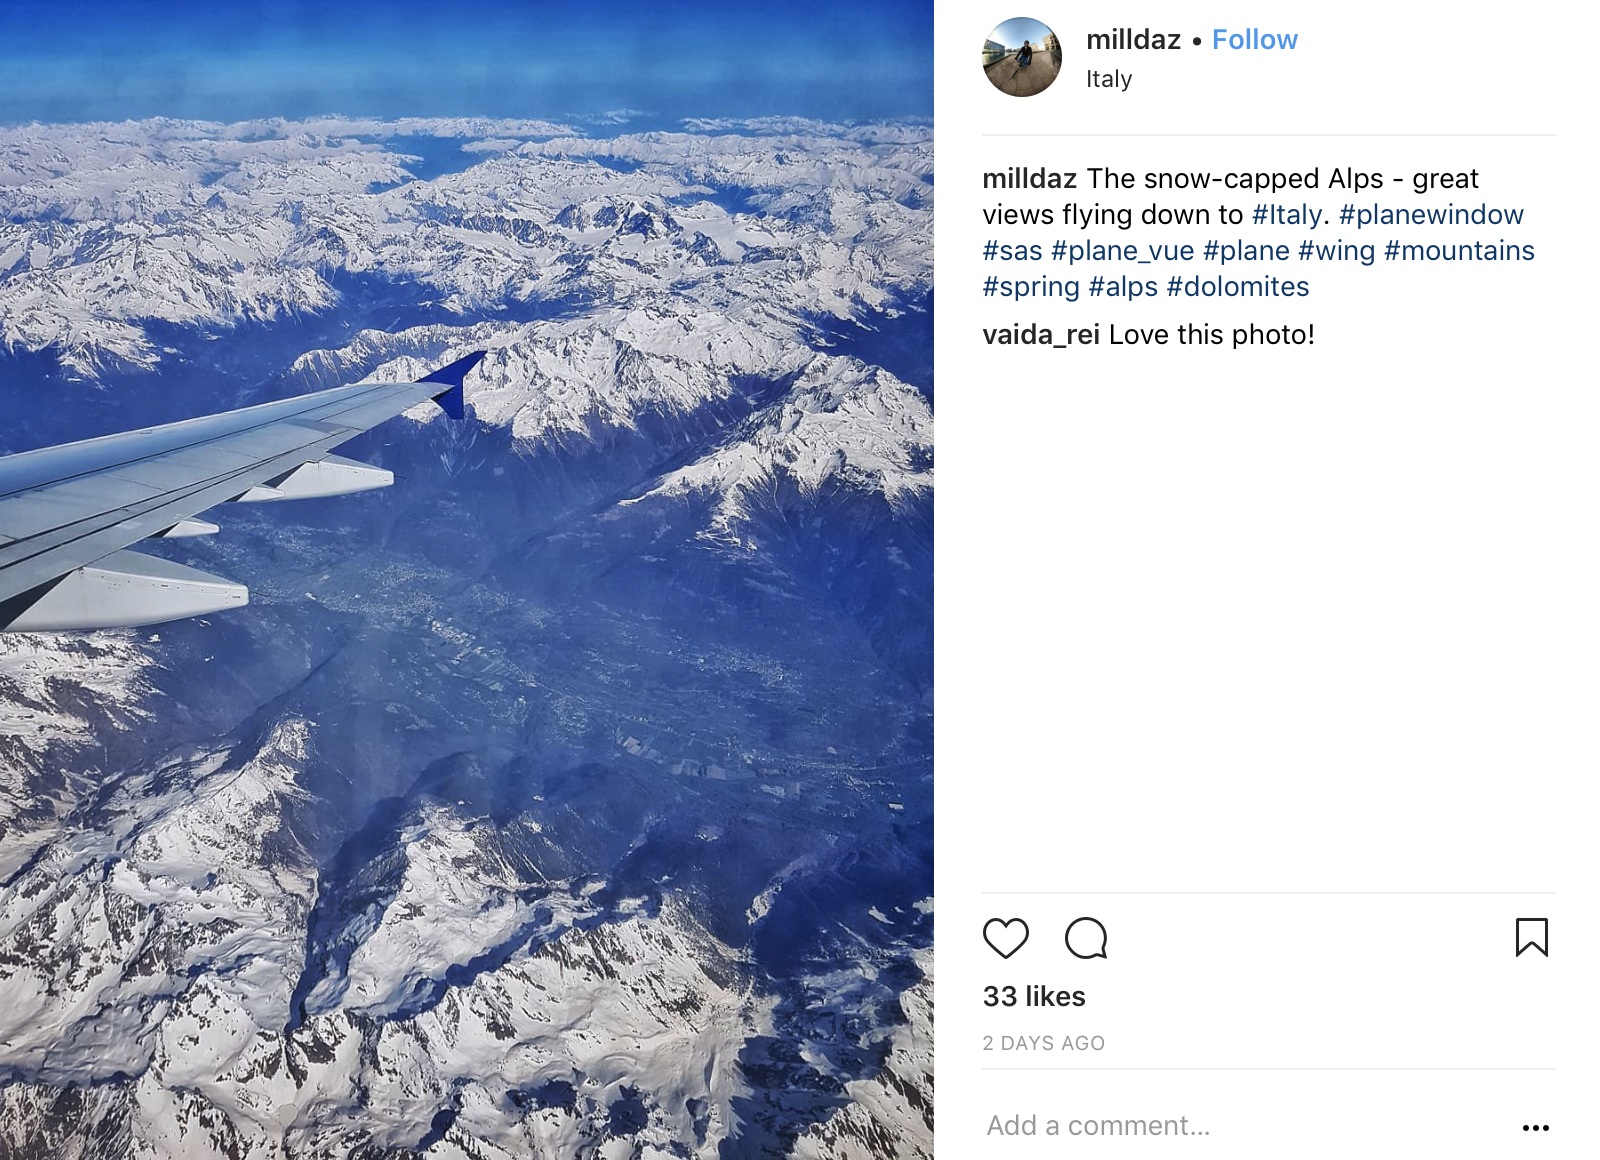 milldaz • Follow
Italy
milldaz The snow-capped Alps - great
views flying down to #Italy. #planewindow
#sas #plane_vue #plane #wing #mountains
#spring #alps #dolomites
vaida_rei Love this photo!
33 likes
2 DAYS AGO
Add a comment...